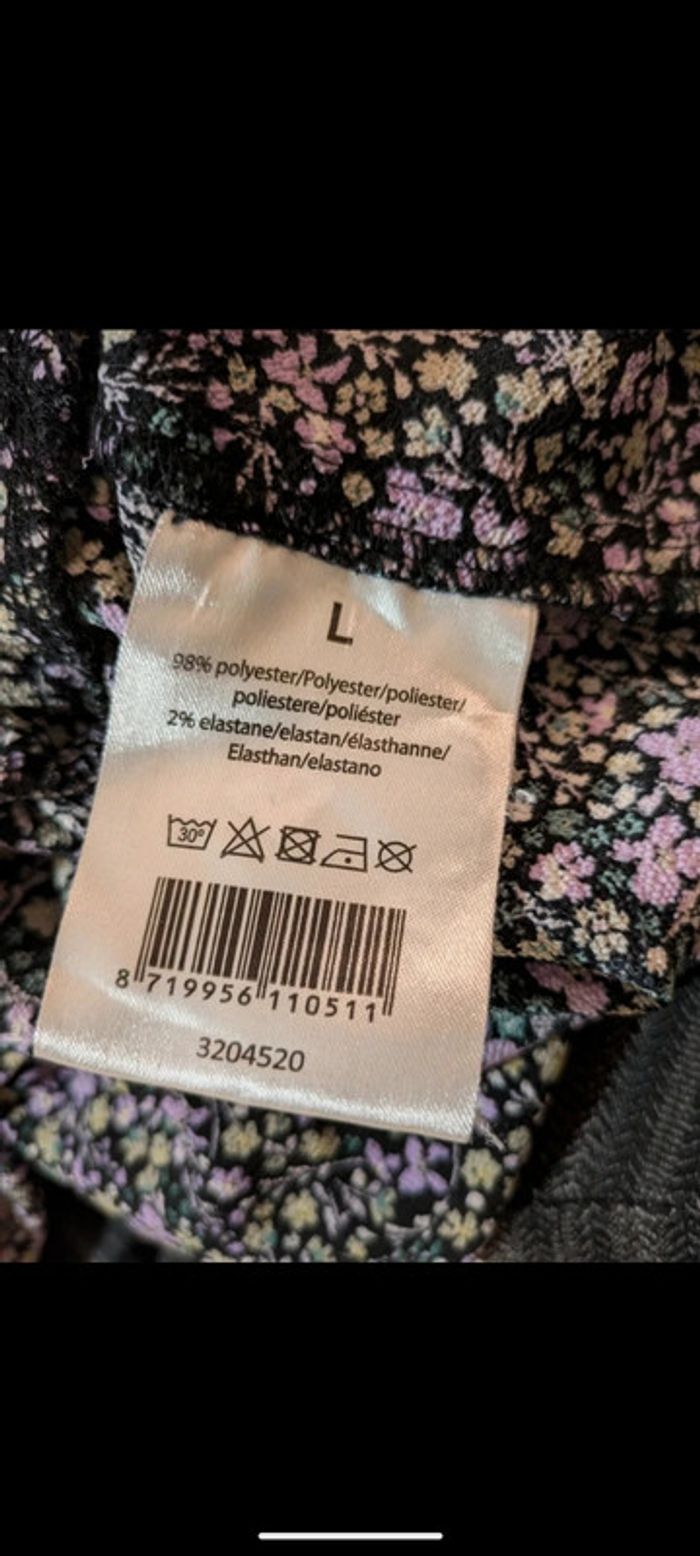 L
98% polyester/Polyester/poliester/
poliestere/poliéster
2% elastane/elastan/élasthanne/
Elasthan/elastano
30°
8 719956 110511
3204520